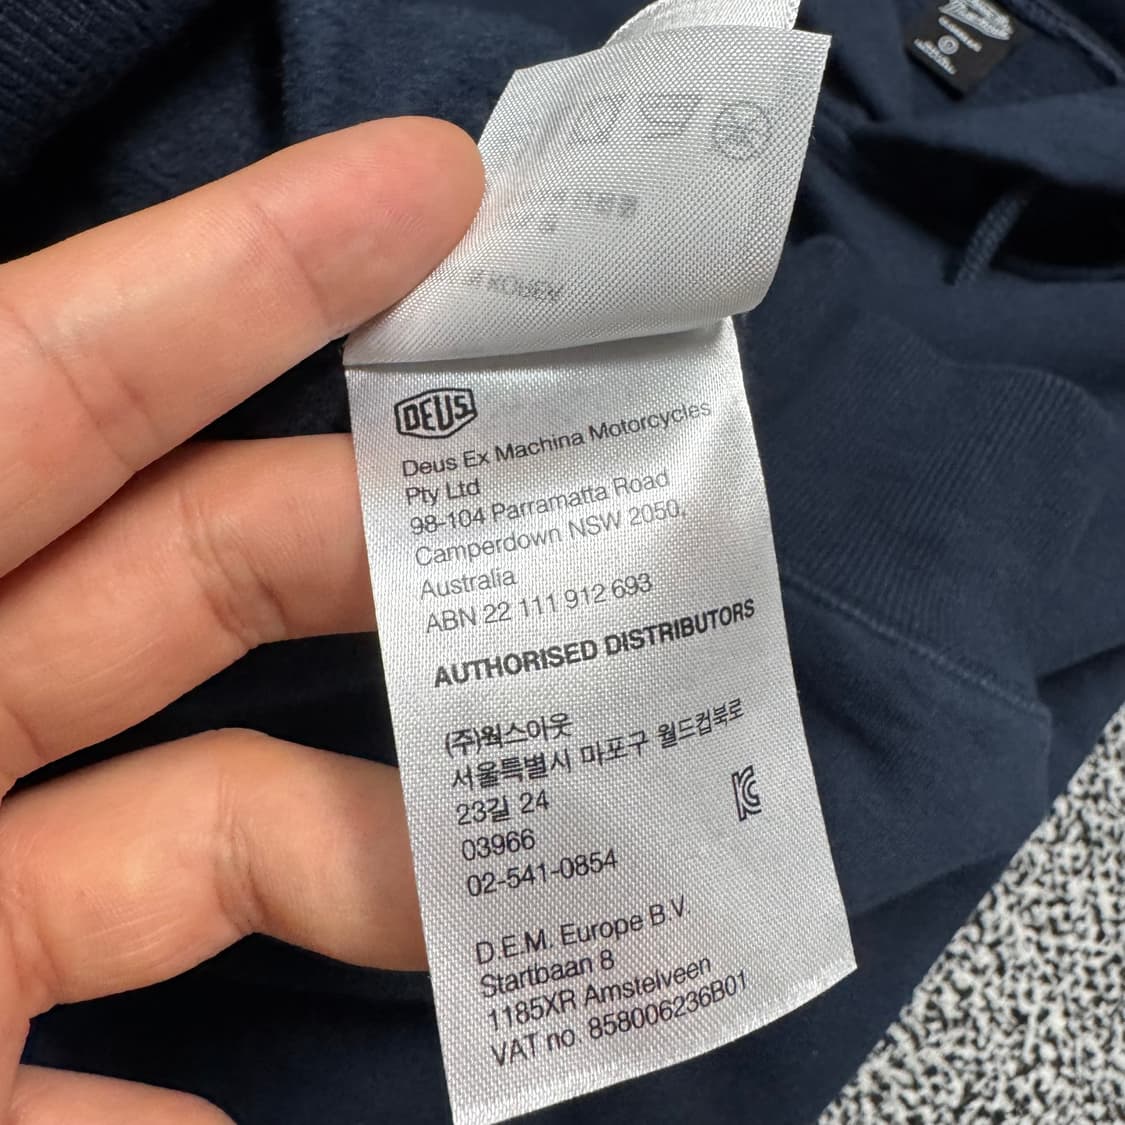 DEUS
Deus Ex Machina Motorcycles
Pty Ltd
98-104 Parramatta Road
Camperdown NSW 2050,
Australia
ABN 22 111 912 693
AUTHORISED DISTRIBUTORS
(주)웍스아웃
서울특별시 마포구 월드컵북로
23길 24
03966
02-541-0854
D.E.M. Europe B.V.
Startbaan 8
1185XR Amstelveen
VAT no. 858006236B01